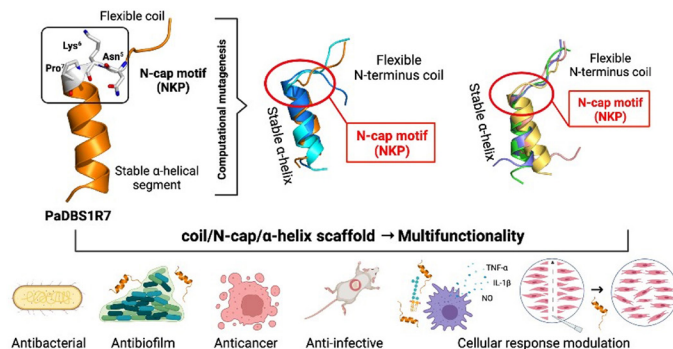 Flexible coil
Lys⁶
Asn⁵
Pro⁷
N-cap motif
(NKP)
Stable α-helical
segment
PaDBS1R7
Computational mutagenesis
Flexible
N-terminus coil
Stable α-helix
N-cap motif
(NKP)
Flexible
N-terminus coil
Stable α-helix
N-cap motif
(NKP)
coil/N-cap/α-helix scaffold → Multifunctionality
TNF-α
IL-1β
NO
Antibacterial
Antibiofilm
Anticancer
Anti-infective
Cellular response modulation